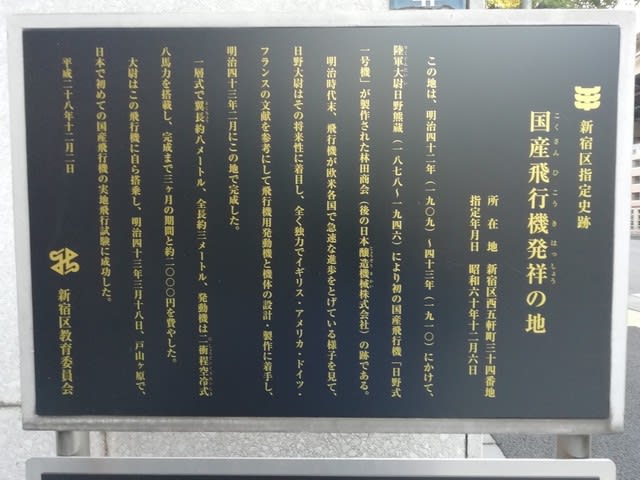 新宿区指定史跡
国産飛行機発祥の地
こくさんひこうきはっしょう
所在地 新宿区西五軒町三十四番地
指定年月日 昭和六十年十二月六日
この地は、明治四十二年(一九〇九)〜四十三年(一九一〇)にかけて、
陸軍大尉日野熊蔵(一八七八〜一九四六)により初の国産飛行機「日野式
一号機」が製作された林田商会(後の日本醸造機械株式会社)の跡である。
明治時代末、飛行機が欧米各国で急速な進歩をとげている様子を見て、
日野大尉はその将来性に着目し、全く独力でイギリス・アメリカ・ドイツ・
フランスの文献を参考にして飛行機用発動機と機体の設計・製作に着手し、
明治四十三年二月にこの地で完成した。
一層式で翼長約八メートル、全長約三メートル、発動機は二衝程空冷式
八馬力を搭載し、完成まで三ヶ月の期間と約二〇〇〇円を費やした。
大尉はこの飛行機に自ら搭乗し、明治四十三年三月十八日、戸山ヶ原で、
日本で初めての国産飛行機の実地飛行試験に成功した。
平成二十八年十二月二日
新宿区教育委員会